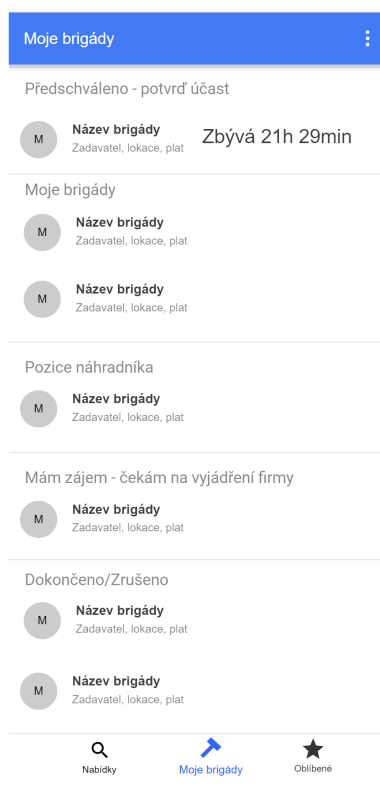 Moje brigády
Předschváleno - potvrď účast
M
Název brigády
Zadavatel, lokace, plat
Zbývá 21h 29min
Moje brigády
M
Název brigády
Zadavatel, lokace, plat
M
Název brigády
Zadavatel, lokace, plat
Pozice náhradníka
M
Název brigády
Zadavatel, lokace, plat
Mám zájem - čekám na vyjádření firmy
M
Název brigády
Zadavatel, lokace, plat
Dokončeno/Zrušeno
M
Název brigády
Zadavatel, lokace, plat
M
Název brigády
Zadavatel, lokace, plat
Nabídky
Moje brigády
Oblíbené